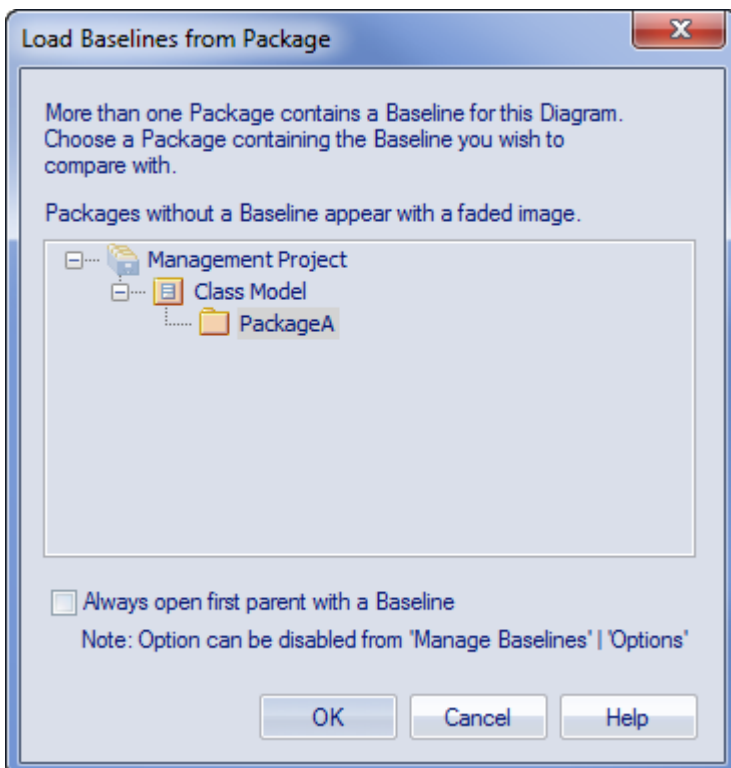 Load Baselines from Package
More than one Package contains a Baseline for this Diagram.
Choose a Package containing the Baseline you wish to
compare with.
Packages without a Baseline appear with a faded image.
Management Project
Class Model
PackageA
Always open first parent with a Baseline
Note: Option can be disabled from 'Manage Baselines' | 'Options'
OK Cancel Help